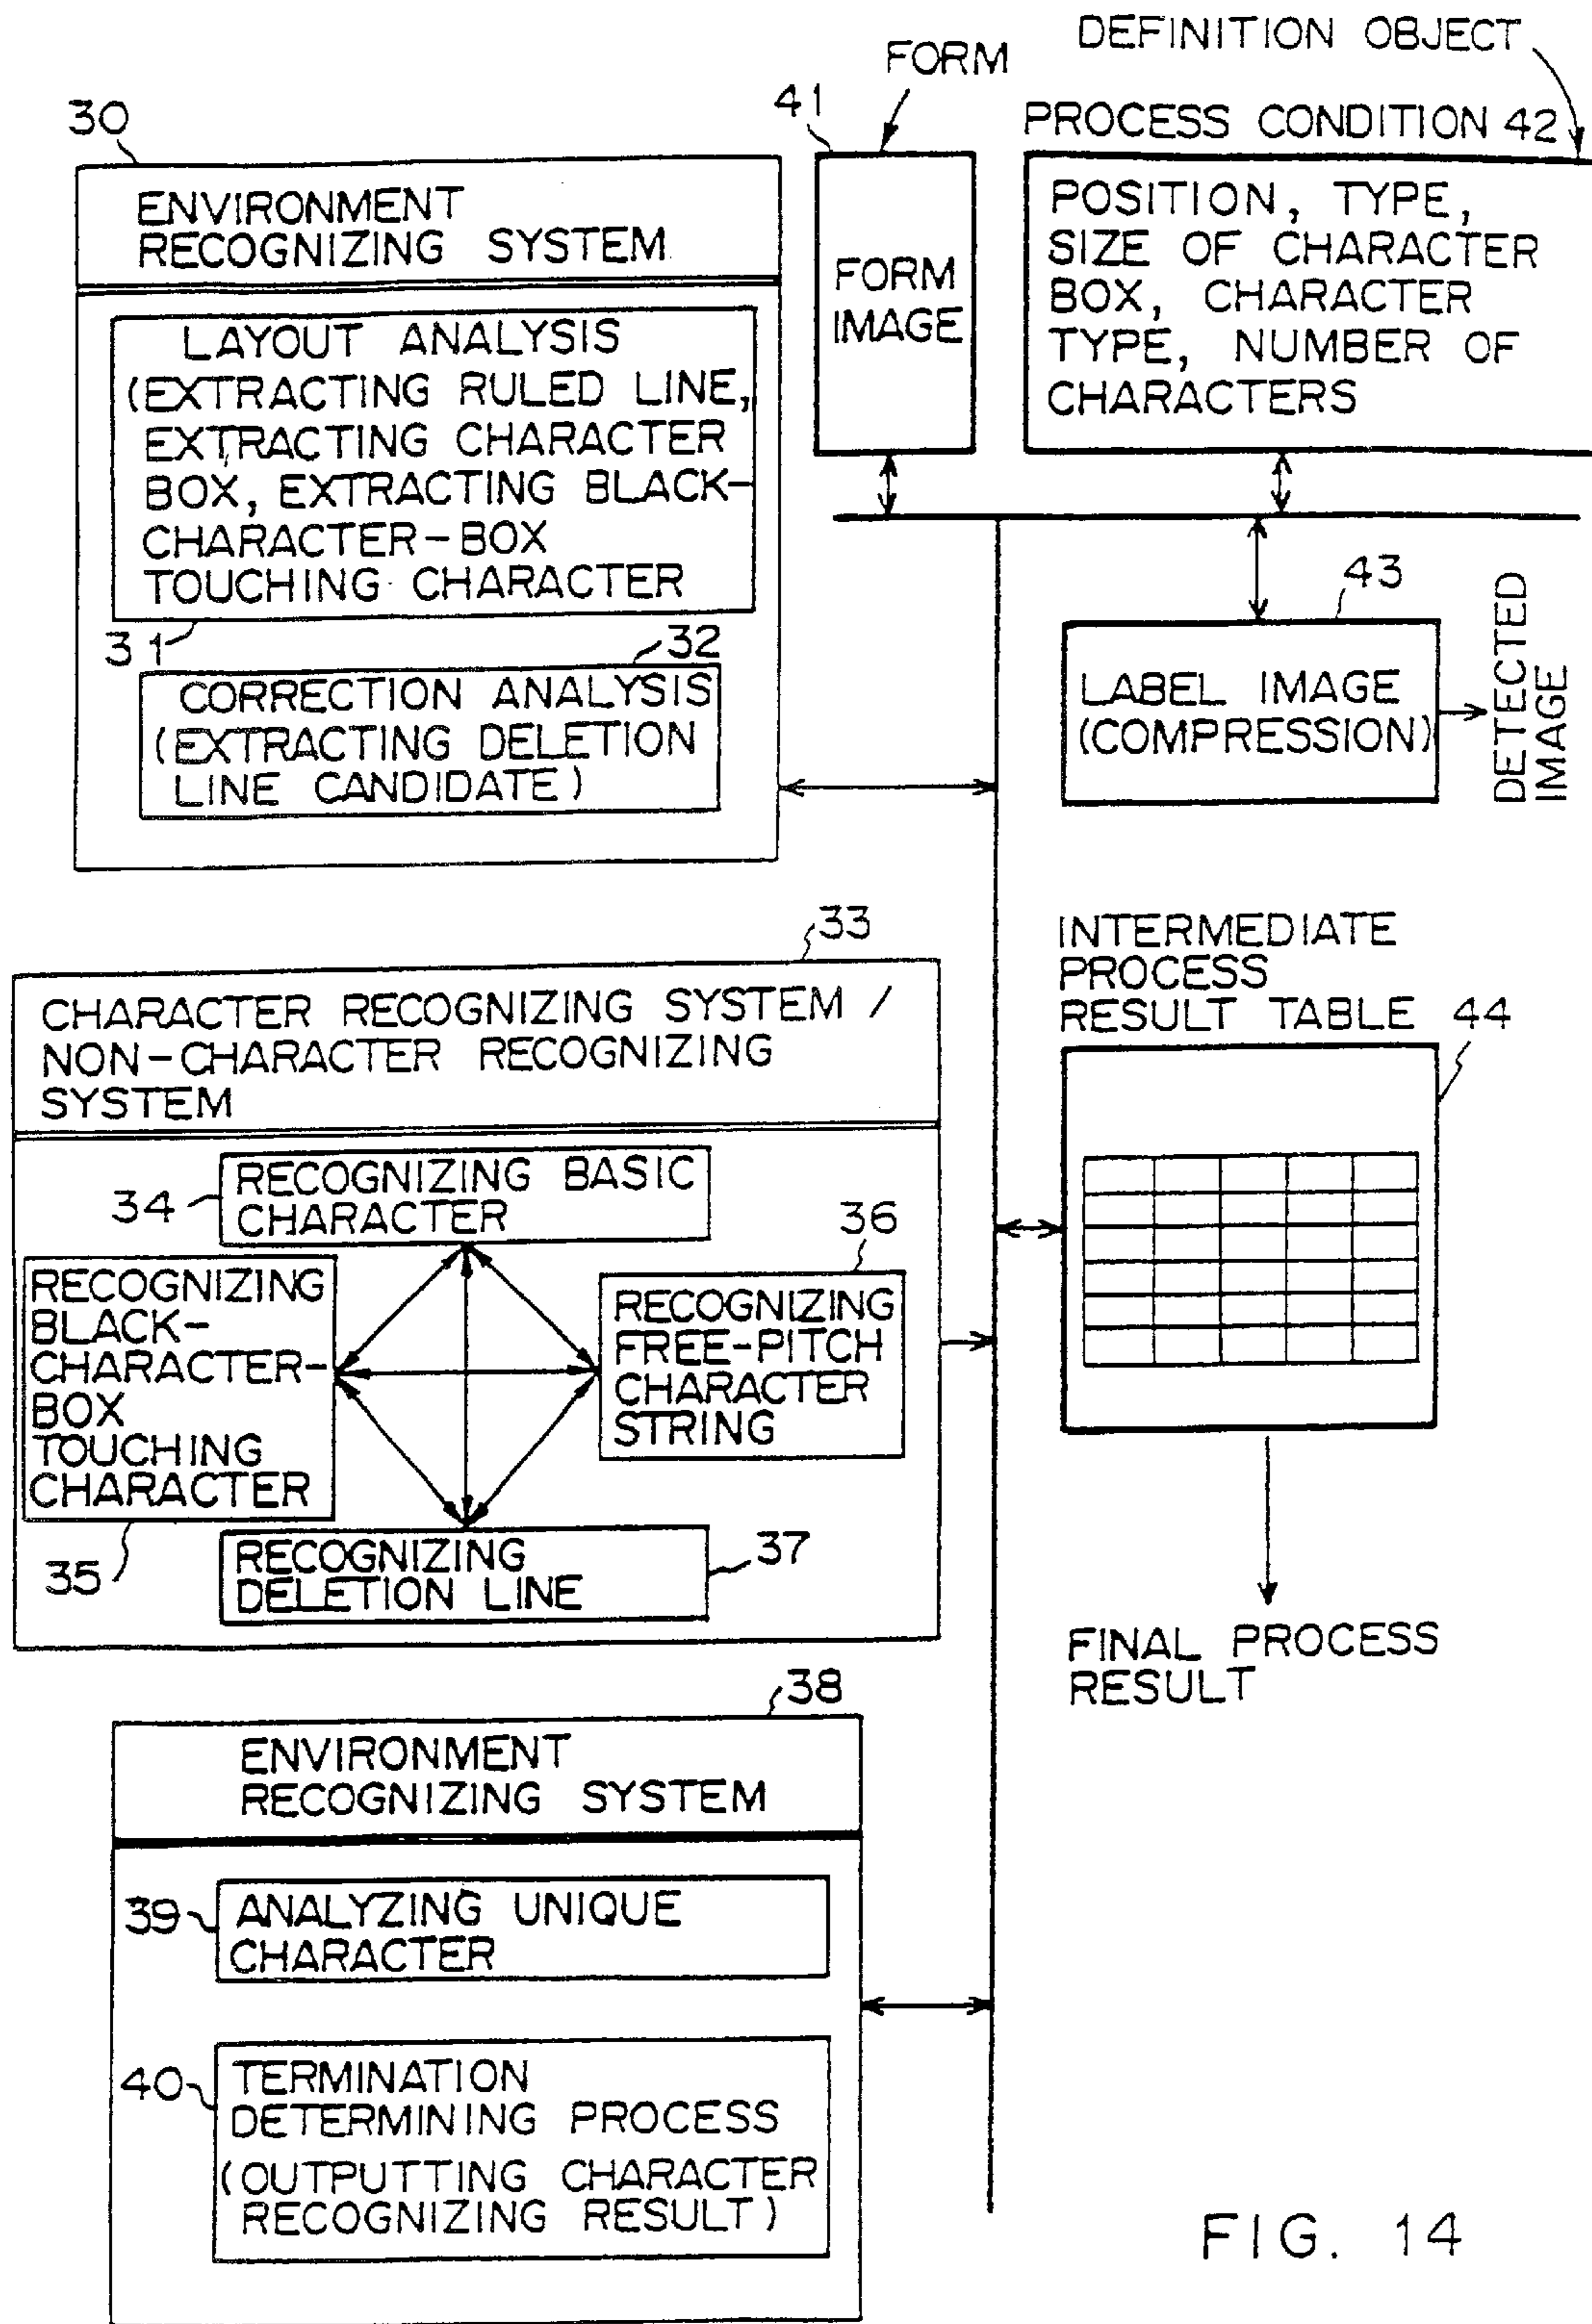 DEFINITION OBJECT
FORM
41
PROCESS CONDITION 42
30
ENVIRONMENT
RECOGNIZING SYSTEM
POSITION, TYPE,
SIZE OF CHARACTER
BOX, CHARACTER
TYPE, NUMBER OF
CHARACTERS
FORM
IMAGE
LAYOUT ANALYSIS
(EXTRACTING RULED LINE,
EXTRACTING CHARACTER
BOX, EXTRACTING BLACK-
CHARACTER-BOX
TOUCHING CHARACTER
31
32
CORRECTION ANALYSIS
(EXTRACTING DELETION
LINE CANDIDATE)
43
LABEL IMAGE
(COMPRESSION)
DETECTED
IMAGE
33
CHARACTER RECOGNIZING SYSTEM /
NON-CHARACTER RECOGNIZING
SYSTEM
INTERMEDIATE
PROCESS
RESULT TABLE 44
34
RECOGNIZING BASIC
CHARACTER
36
RECOGNIZING
BLACK-
CHARACTER-
BOX
TOUCHING
CHARACTER
RECOGNIZING
FREE-PITCH
CHARACTER
STRING
35
RECOGNIZING
DELETION LINE
37
FINAL PROCESS
RESULT
38
ENVIRONMENT
RECOGNIZING SYSTEM
39
ANALYZING UNIQUE
CHARACTER
40
TERMINATION
DETERMINING PROCESS
(OUTPUTTING CHARACTER
RECOGNIZING RESULT)
FIG. 14